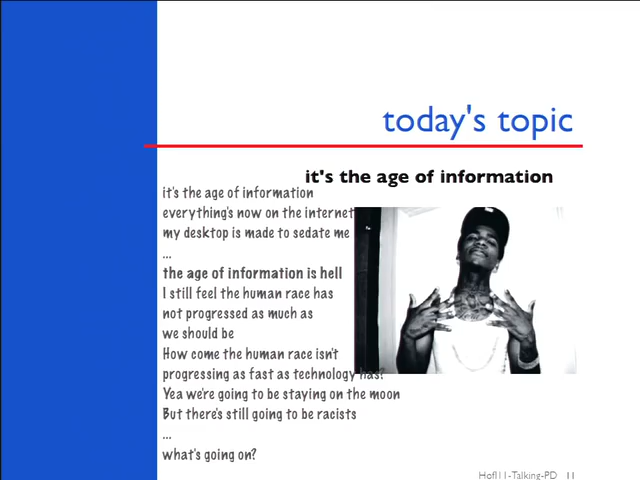 today's topic
it's the age of information
it's the age of information
everything's now on the internet
my desktop is made to sedate me
...
the age of information is hell
I still feel the human race has
not progressed as much as
we should be
How come the human race isn't
progressing as fast as technology has?
Yea we're going to be staying on the moon
But there's still going to be racists
...
what's going on?
Hofl11-Talking-PD 11